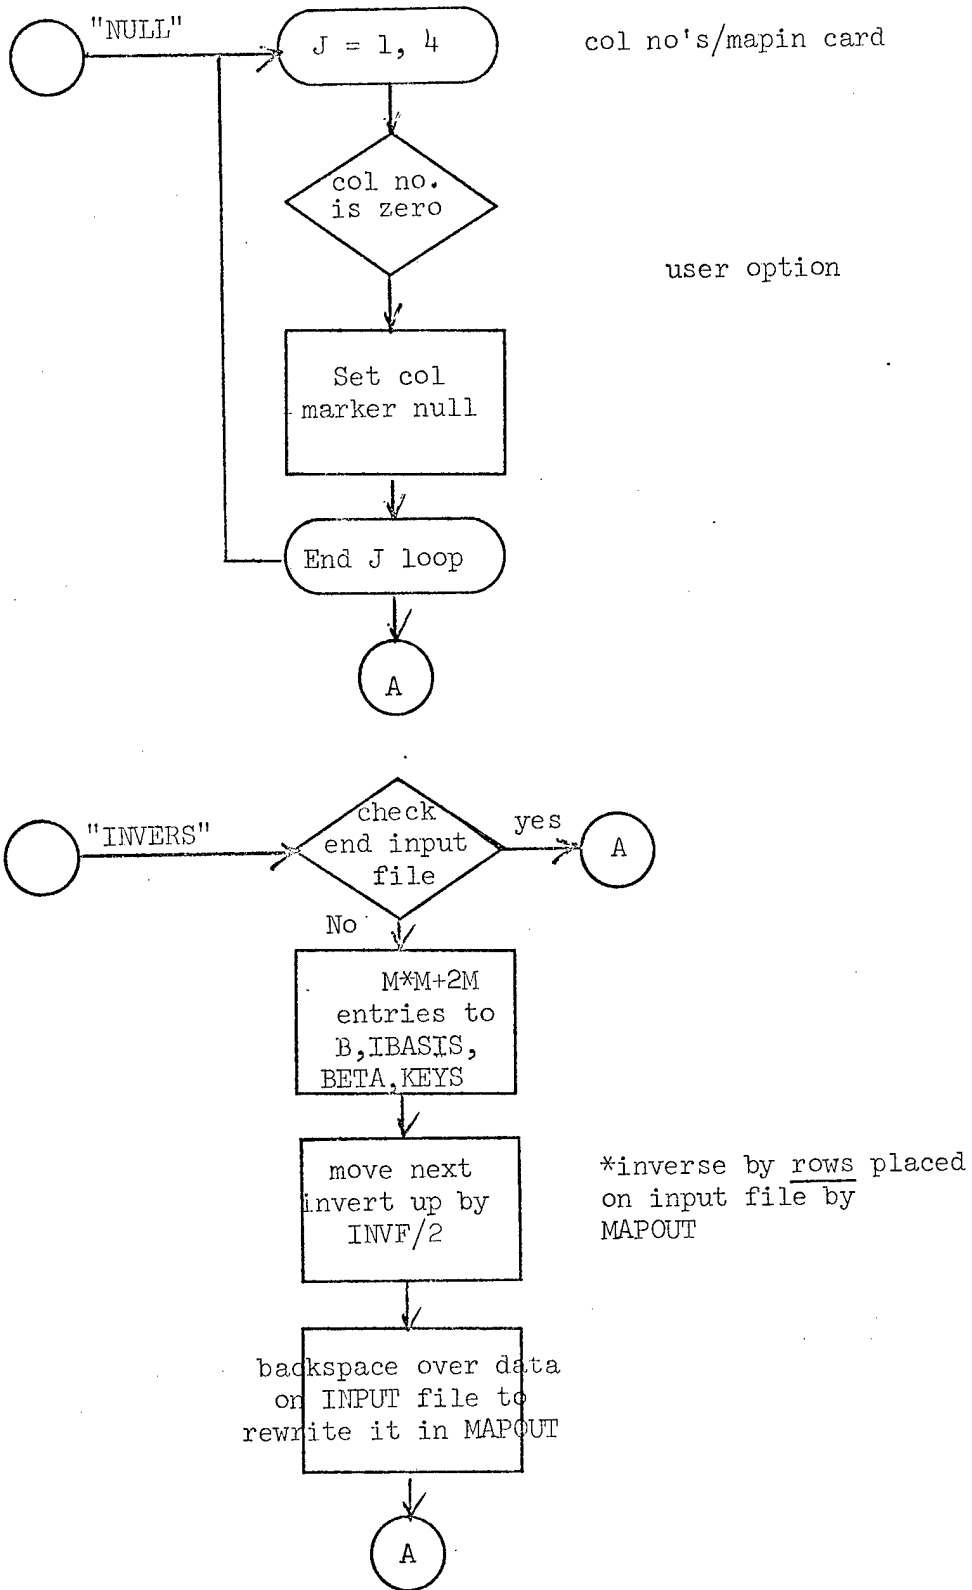 "NULL"
J = 1, 4
col no's/mapin card
col no.
is zero
user option
Set col
marker null
End J loop
A
"INVERS"
check
end input
file
yes
A
No
M*M+2M
entries to
B,IBASIS,
BETA,KEYS
move next
invert up by
INVF/2
*inverse by rows placed
on input file by
MAPOUT
backspace over data
on INPUT file to
rewrite it in MAPOUT
A